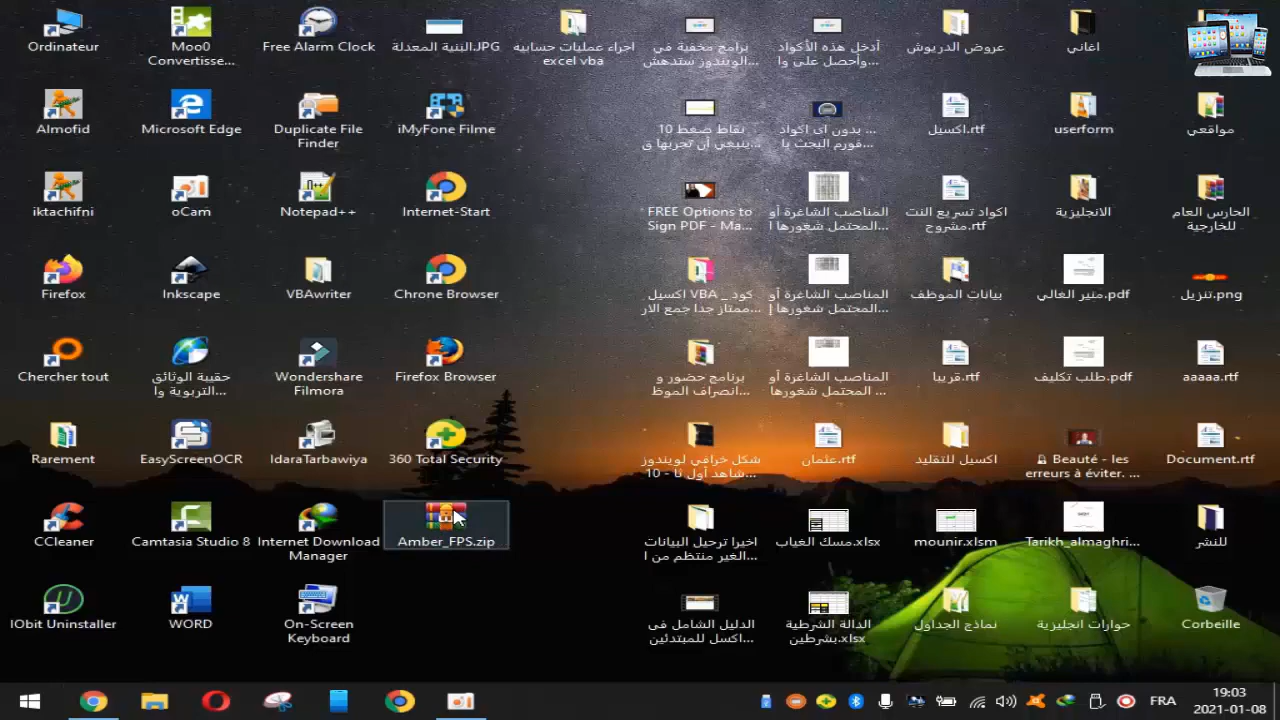 Ordinateur
Moo0
Convertisse...
Free Alarm Clock
البنية المعدلة.JPG
اجراء عمليات حسابيه
excel vba
برامج مخفية في
الويندوز ستدهش...
أدخل هذه الأكواد
وأحصل على وا...
عروض الدريوش
اغاني
Almofid
Microsoft Edge
Duplicate File
Finder
iMyFone Filme
10 نقاط ضغط
ينبغي أن تجربها ق...
بدون اى اكواد ...
فورم البحث با...
اكسيل.rtf
userform
مواقعي
iktachifni
oCam
Notepad++
Internet-Start
FREE Options to
Sign PDF - Ma...
المناصب الشاغرة أو
المحتمل شغورها ا...
اكواد تسريع النت
مشروح.rtf
الانجليزية
الحارس العام
للخارجية
Firefox
Inkscape
VBAwriter
Chrone Browser
كود _ VBA اكسيل
ممتاز جدا جمع الار...
المناصب الشاغرة أو
المحتمل شغورها إ...
بيانات الموظف
منير الغالي.pdf
تنزيل.png
Chercher tout
حقيبة الوثائق
التربوية وا...
Wondershare
Filmora
Firefox Browser
برنامج حضور و
انصراف الموظ...
المناصب الشاغرة أو
المحتمل شغورها ...
قريبا.rtf
طلب تكليف.pdf
aaaaa.rtf
Rarement
EasyScreenOCR
IdaraTarbawiya
360 Total Security
شكل خرافي لويندوز
10 - شاهد أول تا...
عثمان.rtf
اكسيل للتقليد
Beauté - les
erreurs à éviter. ...
Document.rtf
CCleaner
Camtasia Studio 8
Internet Download
Manager
Amber_FPS.zip
اخيرا ترحيل البيانات
الغير منتظم من ا
مسك الغياب.xlsx
mounir.xlsm
Tarikh_almaghri...
للنشر
IObit Uninstaller
WORD
On-Screen
Keyboard
الدليل الشامل فى
اكسل للمبتدئين...
الدالة الشرطية
بشرطين.xlsx
نماذج الجداول
حوارات انجليزية
Corbeille
FRA
19:03
2021-01-08